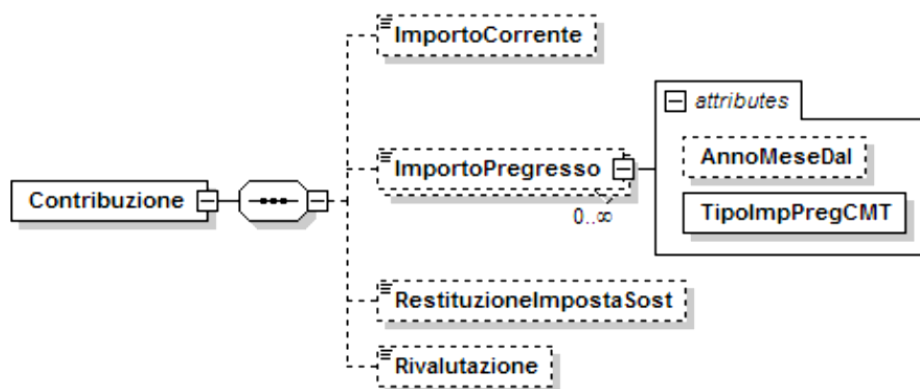 ImportoCorrente
attributes
AnnoMeseDal
ImportoPregresso
Contribuzione
TipoImpPregCMT
0..∞
RestituzioneImpostaSost
Rivalutazione